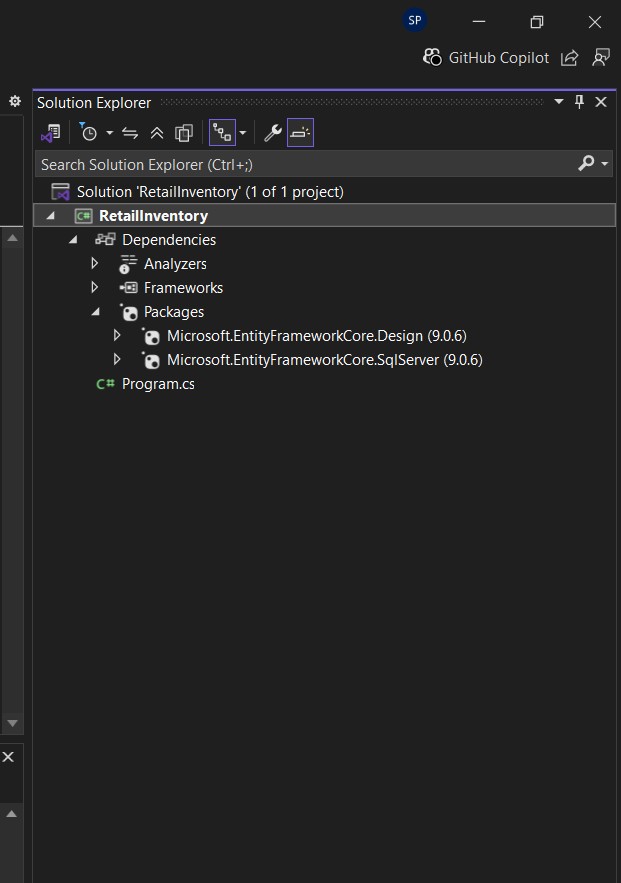 SP
GitHub Copilot
Solution Explorer
Search Solution Explorer (Ctrl+;)
Solution 'RetailInventory' (1 of 1 project)
C# RetailInventory
Dependencies
Analyzers
Frameworks
Packages
Microsoft.EntityFrameworkCore.Design (9.0.6)
Microsoft.EntityFrameworkCore.SqlServer (9.0.6)
C# Program.cs